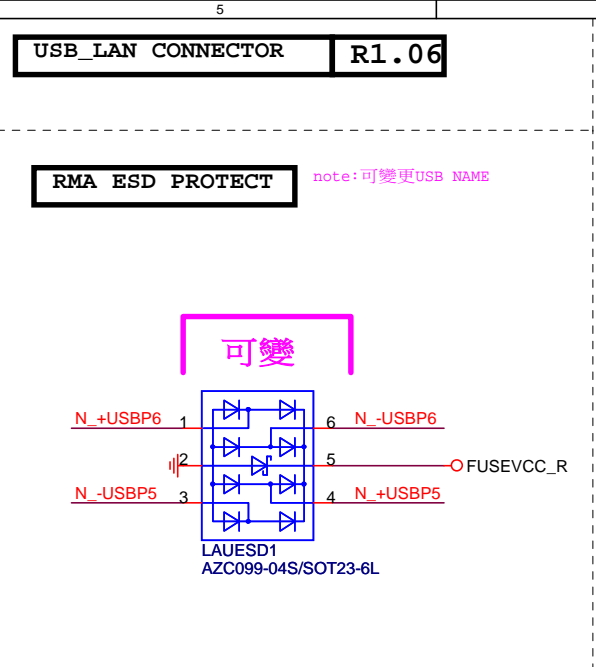 5
USB_LAN CONNECTOR R1.06
RMA ESD PROTECT note:可變更USB NAME
可變
N_+USBP6 1 6 N_-USBP6
2 5 FUSEVCC_R
N_-USBP5 3 4 N_+USBP5
LAUESD1
AZC099-04S/SOT23-6L